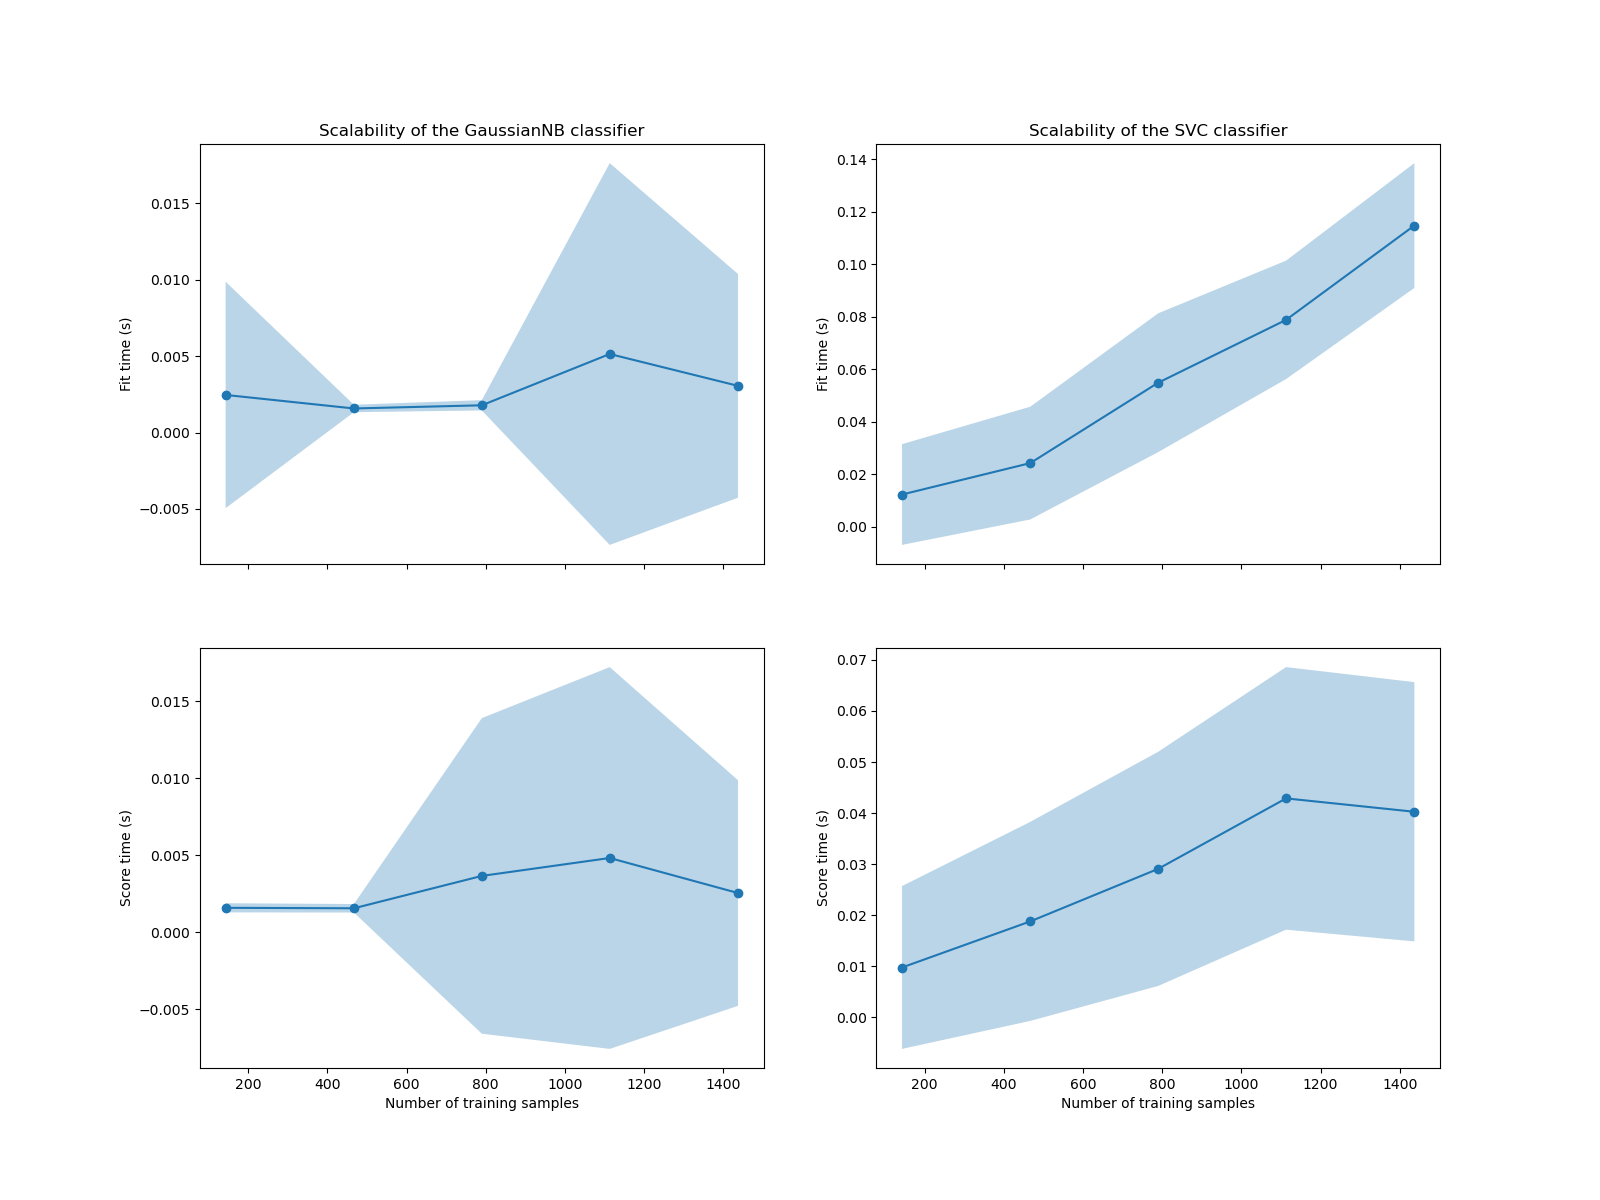 Scalability of the GaussianNB classifier
Fit time (s)
0.015
0.010
0.005
0.000
−0.005
Scalability of the SVC classifier
Fit time (s)
0.14
0.12
0.10
0.08
0.06
0.04
0.02
0.00
Score time (s)
0.015
0.010
0.005
0.000
−0.005
200 400 600 800 1000 1200 1400
Number of training samples
Score time (s)
0.07
0.06
0.05
0.04
0.03
0.02
0.01
0.00
200 400 600 800 1000 1200 1400
Number of training samples